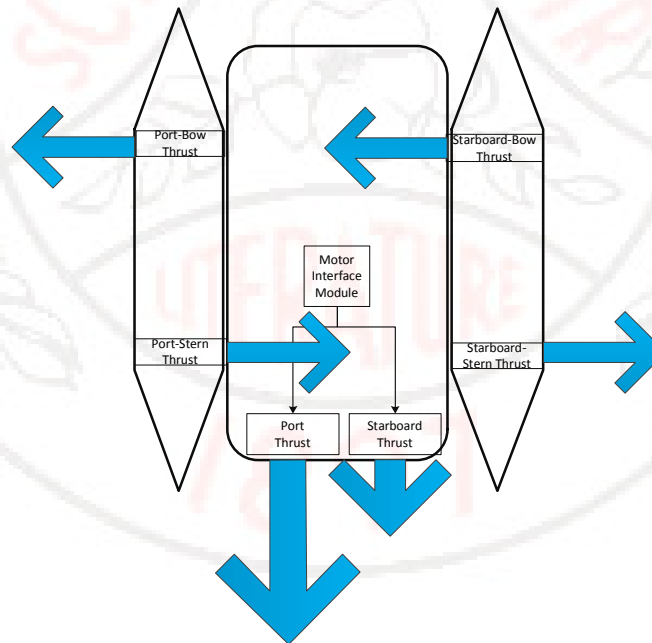 Port-Bow
Thrust
Starboard-Bow
Thrust
Motor
Interface
Module
Port-Stern
Thrust
Starboard-
Stern Thrust
Port
Thrust
Starboard
Thrust
LITERATURE